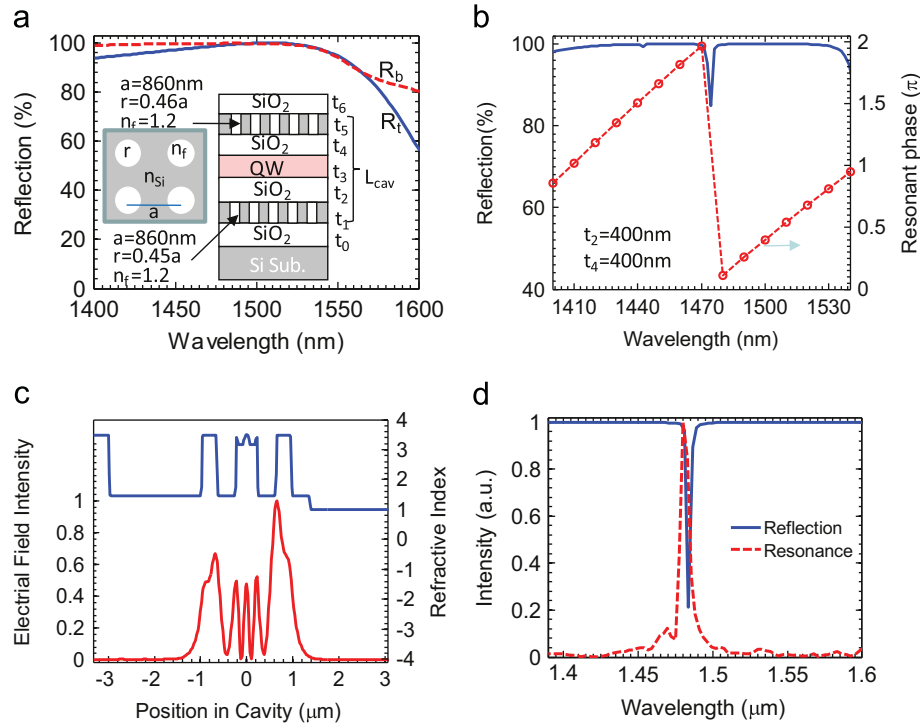 a
Reflection (%)
100
80
60
40
20
0
1400
1450
1500
1550
1600
Wavelength (nm)
a=860nm
r=0.46a
n_f=1.2
r
n_f
n_Si
a
a=860nm
r=0.45a
n_f=1.2
SiO₂
SiO₂
QW
SiO₂
SiO₂
Si Sub.
t₆
t₅
t₄
t₃
t₂
t₁
t₀
L_cav
R_b
R_t
b
Reflection(%)
100
90
80
70
60
50
40
1410
1440
1470
1500
1530
Wavelength (nm)
2
1.5
1
0.5
0
Resonant phase (π)
t₂=400nm
t₄=400nm
c
Electrial Field Intensity
1
0.8
0.6
0.4
0.2
0
-3
-2
-1
0
1
2
3
Position in Cavity (μm)
4
3
2
1
0
-1
-2
-3
-4
Refractive Index
d
Intensity (a.u.)
1
0.8
0.6
0.4
0.2
0
1.4
1.45
1.5
1.55
1.6
Wavelength (μm)
Reflection
Resonance